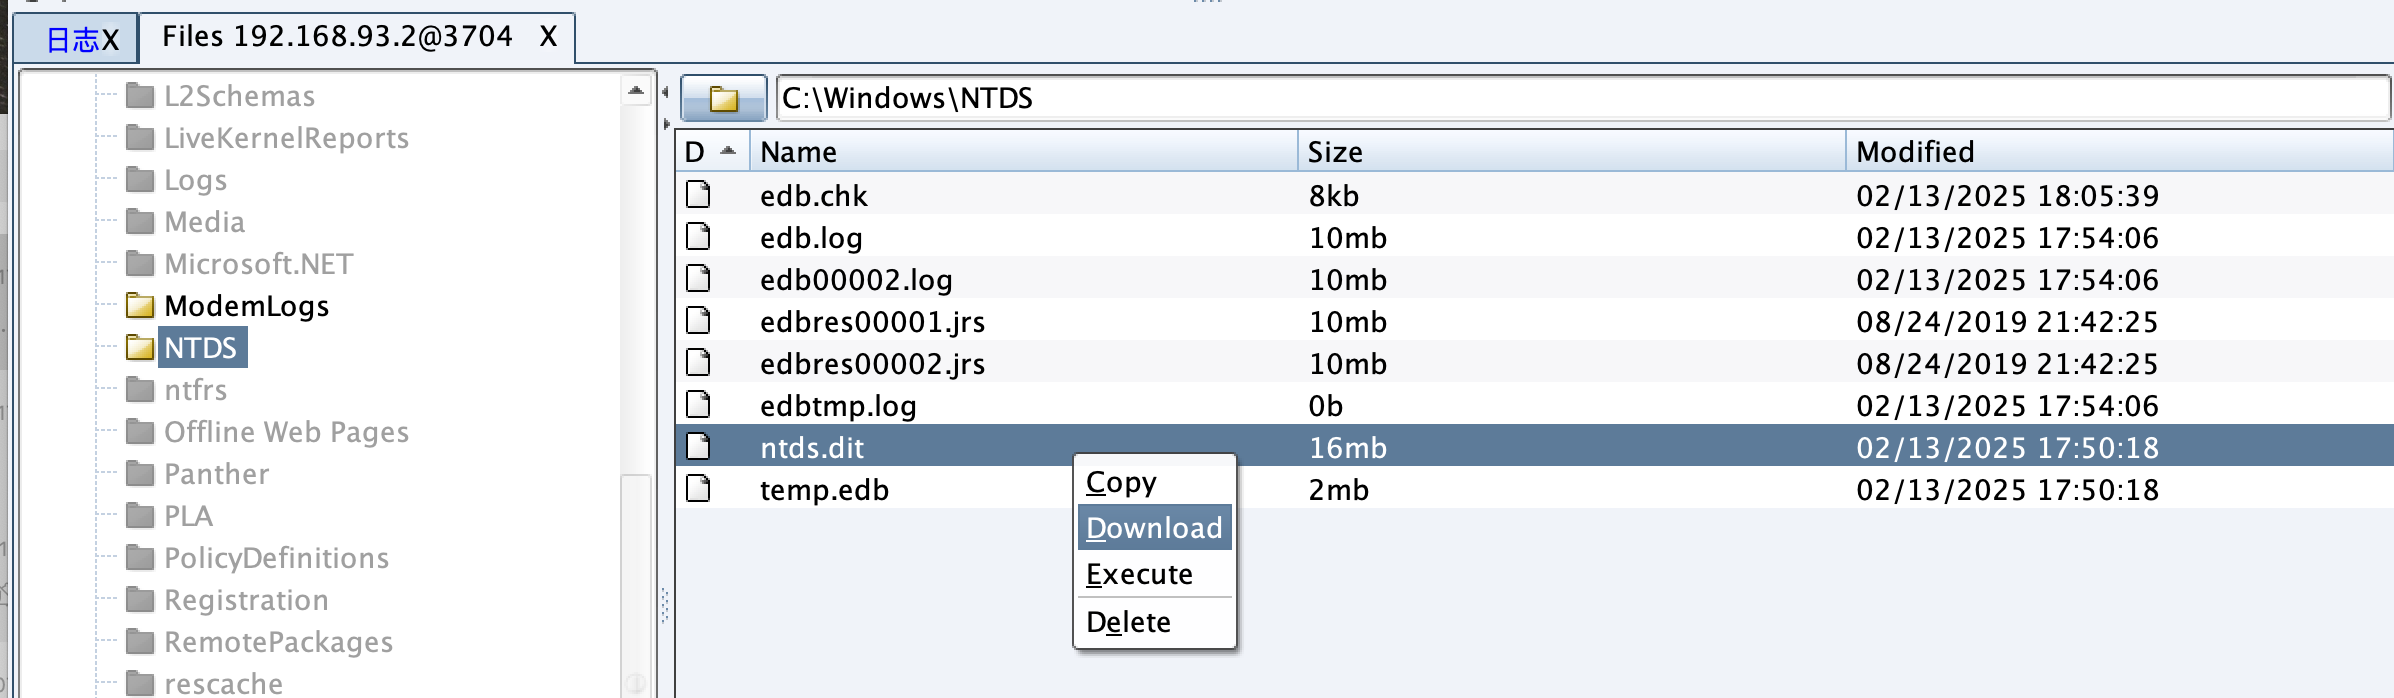 日志X Files 192.168.93.2@3704 X
L2Schemas
LiveKernelReports
Logs
Media
Microsoft.NET
ModemLogs
NTDS
ntfrs
Offline Web Pages
Panther
PLA
PolicyDefinitions
Registration
RemotePackages
rescache
C:\Windows\NTDS
D Name Size Modified
edb.chk 8kb 02/13/2025 18:05:39
edb.log 10mb 02/13/2025 17:54:06
edb00002.log 10mb 02/13/2025 17:54:06
edbres00001.jrs 10mb 08/24/2019 21:42:25
edbres00002.jrs 10mb 08/24/2019 21:42:25
edbtmp.log 0b 02/13/2025 17:54:06
ntds.dit 16mb 02/13/2025 17:50:18
temp.edb 2mb 02/13/2025 17:50:18
Copy
Download
Execute
Delete